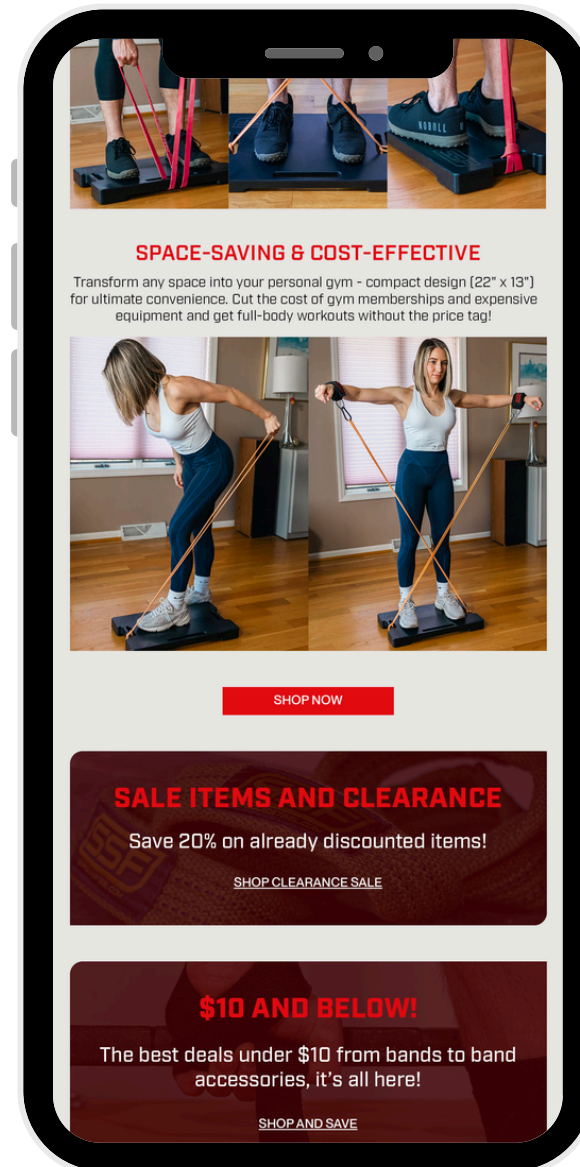 NOBULL
SPACE-SAVING & COST-EFFECTIVE
Transform any space into your personal gym - compact design (22" x 13")
for ultimate convenience. Cut the cost of gym memberships and expensive
equipment and get full-body workouts without the price tag!
SHOP NOW
SALE ITEMS AND CLEARANCE
SSF
Save 20% on already discounted items!
SHOP CLEARANCE SALE
$10 AND BELOW!
The best deals under $10 from bands to band
accessories, it's all here!
SHOP AND SAVE